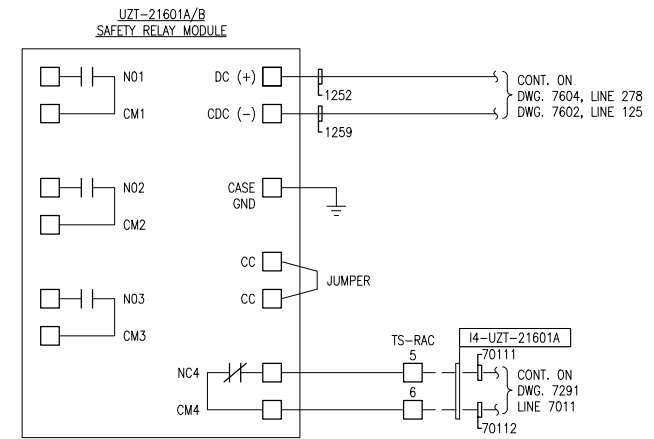 UZT-21601A/B
SAFETY RELAY MODULE
NO1
CM1
DC (+)
CDC (-)
1252
1259
CONT. ON
DWG. 7604, LINE 278
DWG. 7602, LINE 125
NO2
CM2
CASE
GND
CC
CC
JUMPER
NO3
CM3
TS-RAC
I4-UZT-21601A
NC4
5
70111
CM4
6
70112
CONT. ON
DWG. 7291
LINE 7011